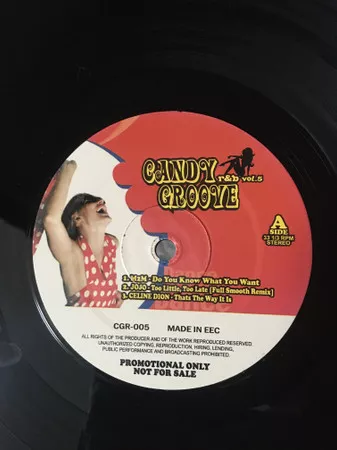 CANDY
r&b vol.5
GROOVE
A
SIDE
33 1/3 RPM
STEREO
1. M2M - Do You Know What You Want
2. JOJO - Too Little, Too Late [Full Smooth Remix]
3. CELINE DION - Thats The Way It Is
Dance
CGR-005 MADE IN EEC
ALL RIGHTS OF THE PRODUCER AND OF THE WORK REPRODUCED RESERVED.
UNAUTHORIZED COPYING, REPRODUCTION, HIRING, LENDING,
PUBLIC PERFORMANCE AND BROADCASTING PROHIBITED.
PROMOTIONAL ONLY
NOT FOR SALE